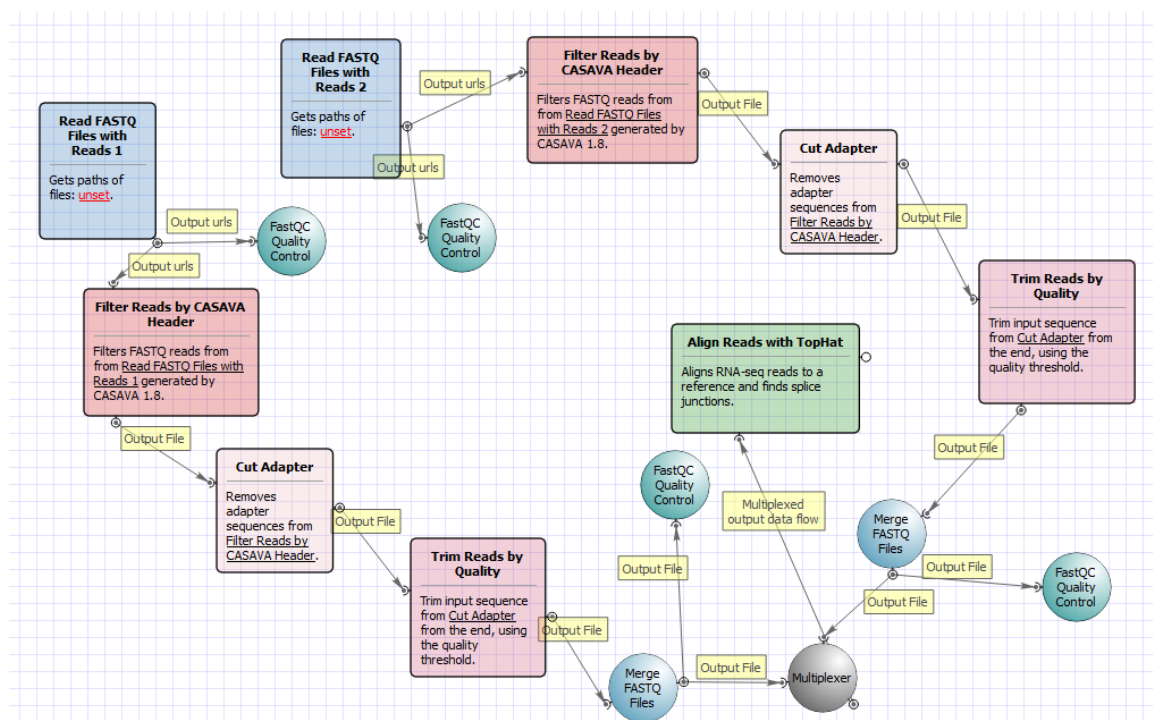 Read FASTQ
Files with
Reads 1
Gets paths of
files: unset.
Output urls
FastQC
Quality
Control
Output urls
Filter Reads by CASAVA
Header
Filters FASTQ reads from
from Read FASTQ Files with
Reads 1 generated by
CASAVA 1.8.
Output File
Cut Adapter
Removes
adapter
sequences from
Filter Reads by
CASAVA Header.
Output File
Trim Reads by
Quality
Trim input sequence
from Cut Adapter
from the end, using
the quality
threshold.
Output File
Merge
FASTQ
Files
Output File
FastQC
Quality
Control
Output File
Read FASTQ
Files with
Reads 2
Gets paths of
files: unset.
Output urls
Output urls
FastQC
Quality
Control
Filter Reads by
CASAVA Header
Filters FASTQ reads from
from Read FASTQ Files
with Reads 2 generated by
CASAVA 1.8.
Output File
Cut Adapter
Removes
adapter
sequences from
Filter Reads by
CASAVA Header.
Output File
Trim Reads by
Quality
Trim input sequence
from Cut Adapter from
the end, using the
quality threshold.
Output File
Merge
FASTQ
Files
Output File
FastQC
Quality
Control
Output File
Multiplexer
Multiplexed
output data flow
Align Reads with TopHat
Aligns RNA-seq reads to a
reference and finds splice
junctions.